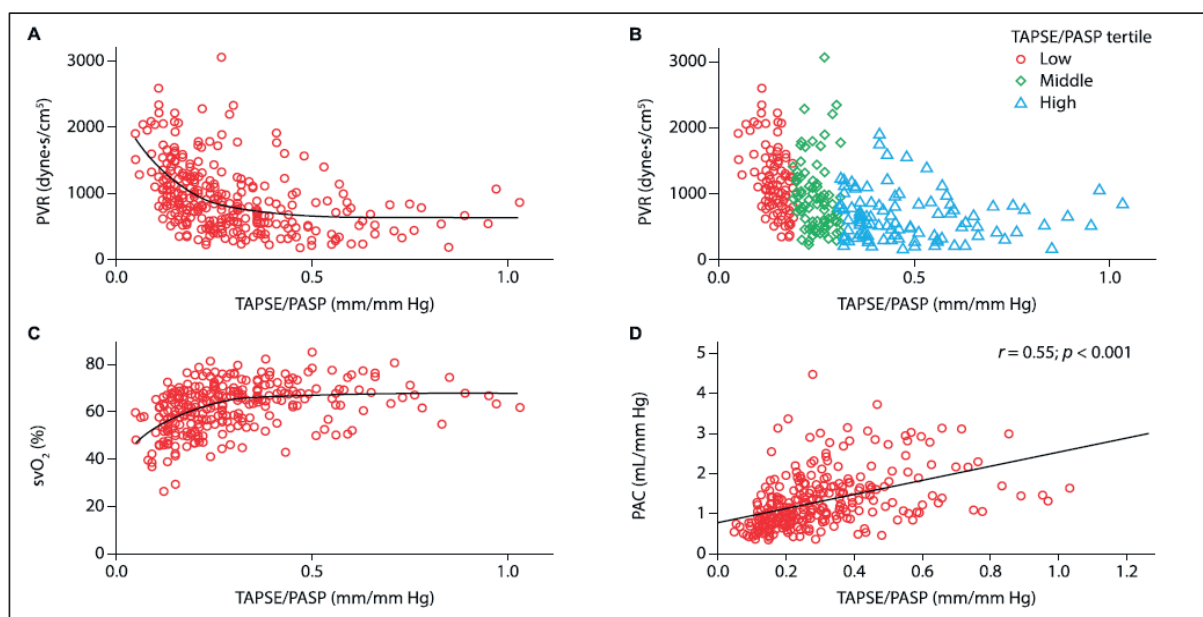 A
PVR (dyne•s/cm⁵)
3000
2000
1000
0
0.0
0.5
1.0
TAPSE/PASP (mm/mm Hg)
B
TAPSE/PASP tertile
Low
Middle
High
PVR (dyne•s/cm⁵)
3000
2000
1000
0
0.0
0.5
1.0
TAPSE/PASP (mm/mm Hg)
C
svO₂ (%)
80
60
40
20
0
0.0
0.5
1.0
TAPSE/PASP (mm/mm Hg)
D
r = 0.55; p < 0.001
PAC (mL/mm Hg)
5
4
3
2
1
0
0.0
0.2
0.4
0.6
0.8
1.0
1.2
TAPSE/PASP (mm/mm Hg)